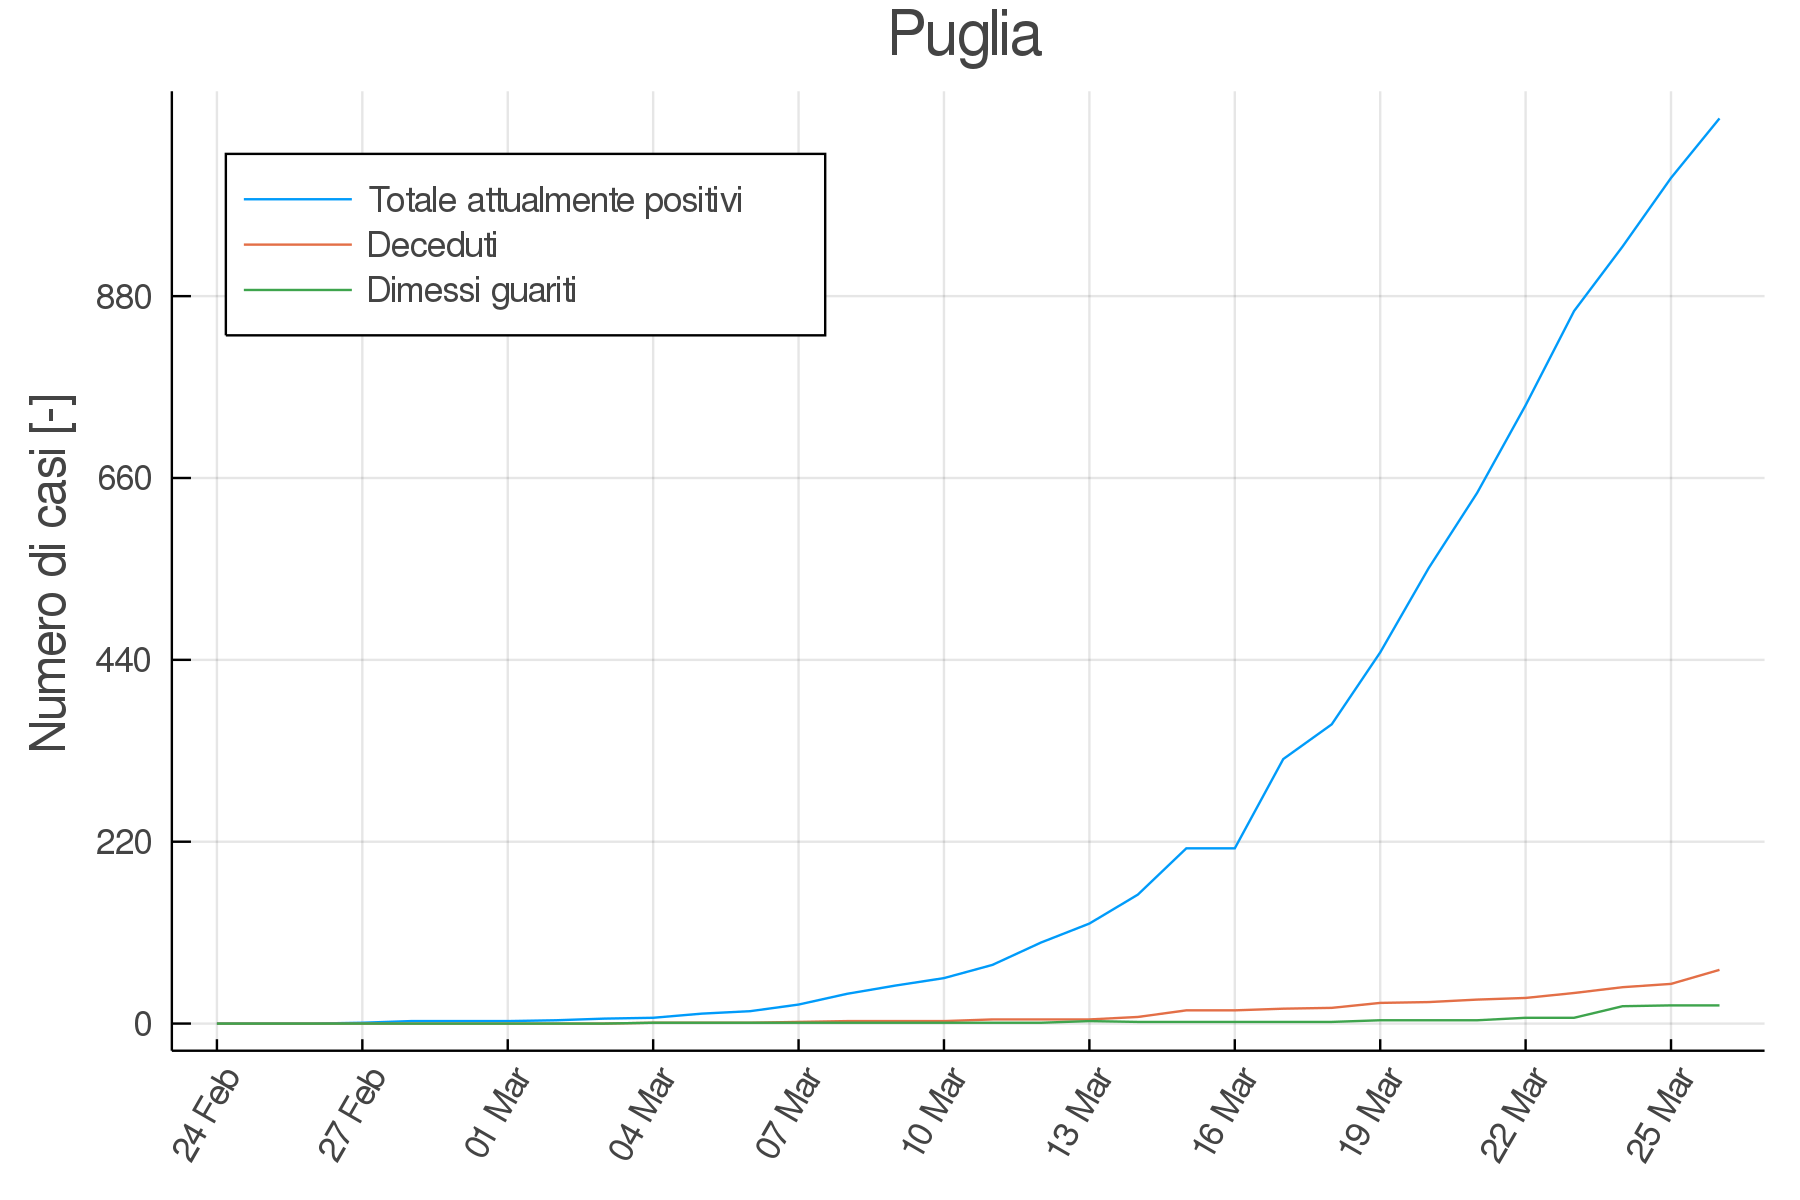 Puglia
Totale attualmente positivi
Deceduti
Dimessi guariti
Numero di casi [-]
880
660
440
220
0
24 Feb
27 Feb
01 Mar
04 Mar
07 Mar
10 Mar
13 Mar
16 Mar
19 Mar
22 Mar
25 Mar